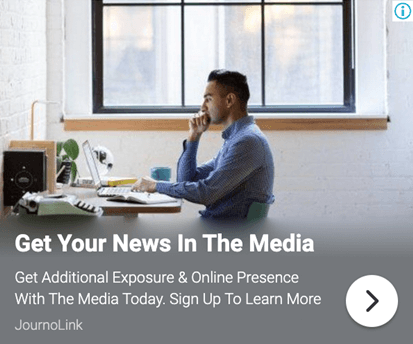 Get Your News In The Media
Get Additional Exposure & Online Presence
With The Media Today. Sign Up To Learn More
JournoLink